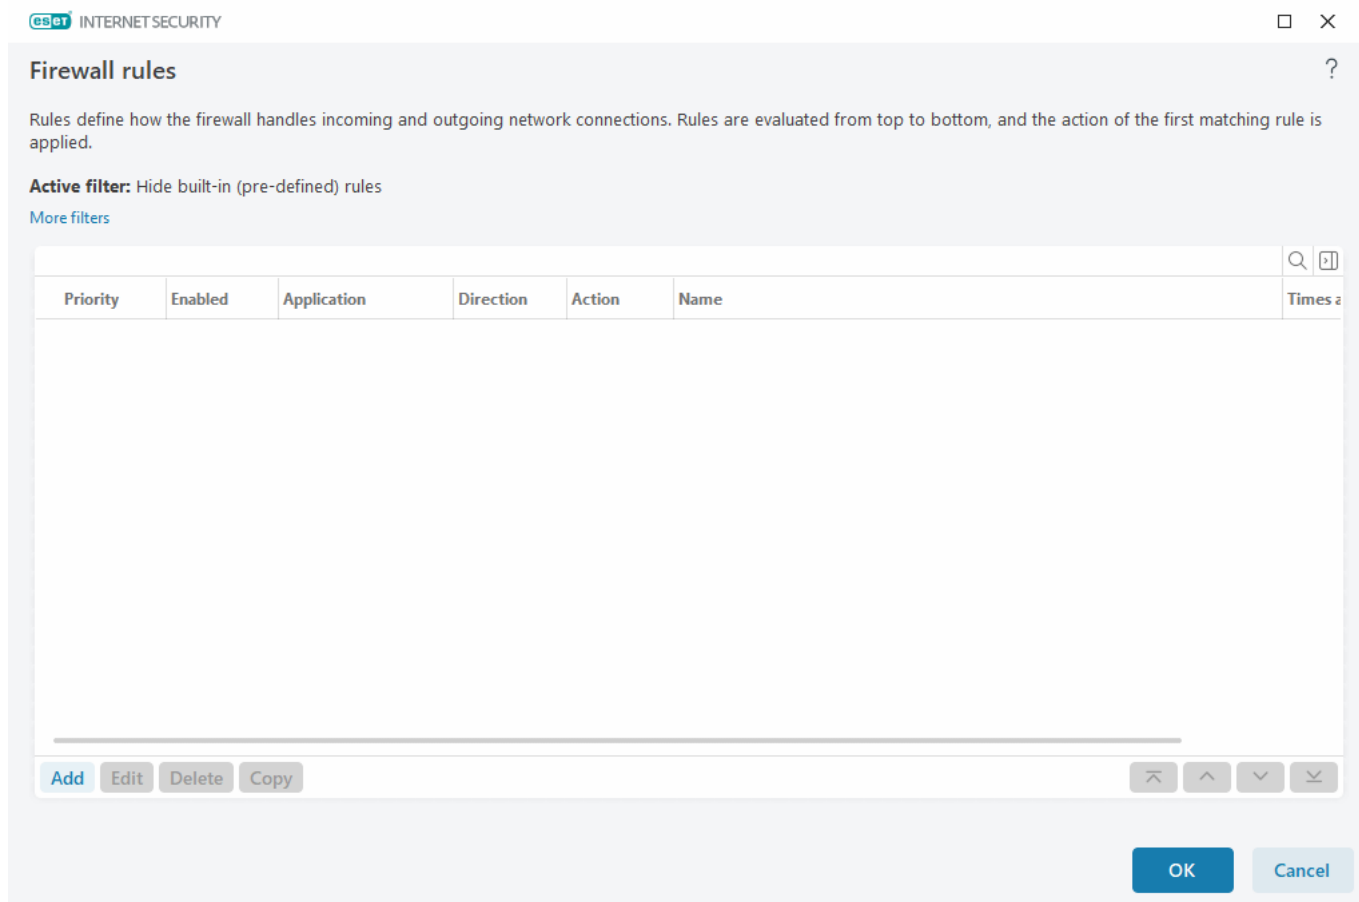 eset INTERNET SECURITY
Firewall rules
?
Rules define how the firewall handles incoming and outgoing network connections. Rules are evaluated from top to bottom, and the action of the first matching rule is
applied.
Active filter: Hide built-in (pre-defined) rules
More filters
Priority Enabled Application Direction Action Name Times a
Add Edit Delete Copy
OK Cancel